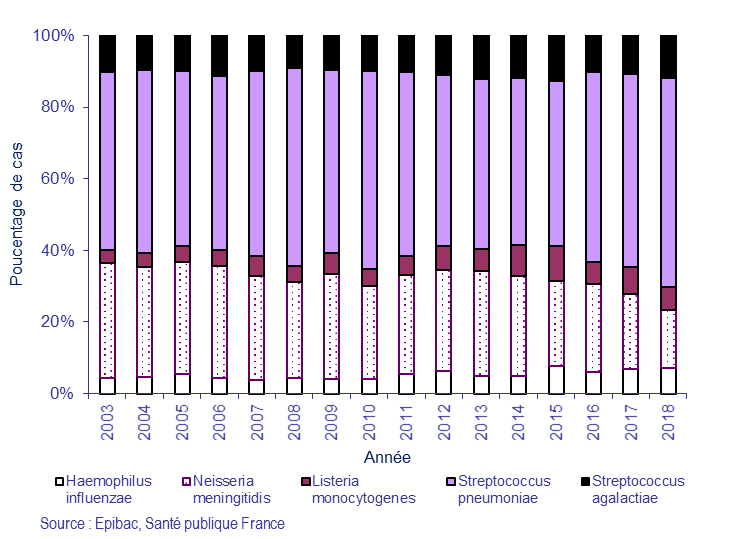 100%
80%
60%
40%
20%
0%
Poucentage de cas
2003 2004 2005 2006 2007 2008 2009 2010 2011 2012 2013 2014 2015 2016 2017 2018
Année
Haemophilus influenzae
Neisseria meningitidis
Listeria monocytogenes
Streptococcus pneumoniae
Streptococcus agalactiae
Source : Epibac, Santé publique France